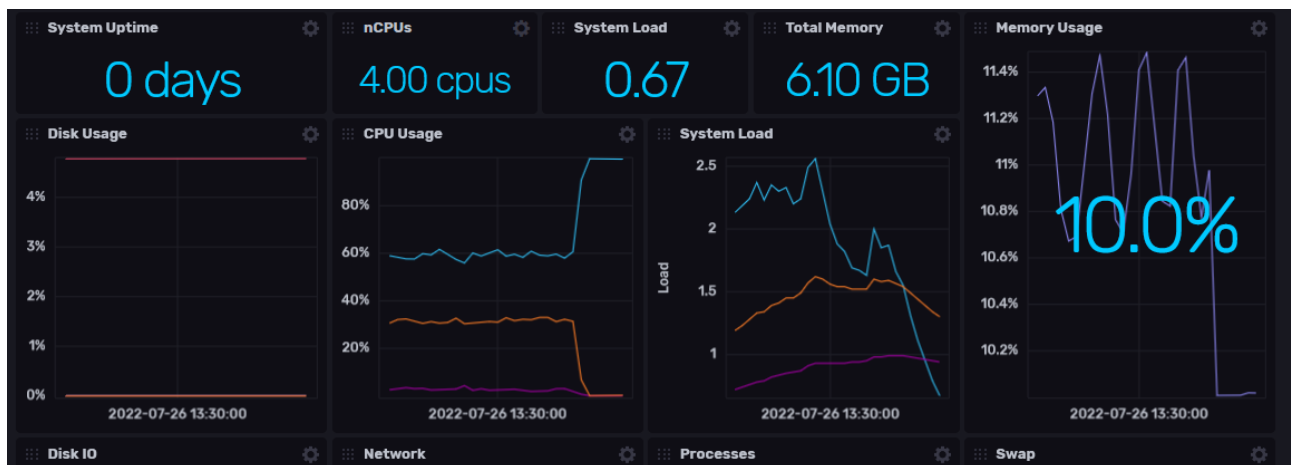 System Uptime
0 days
nCPUs
4.00 cpus
System Load
0.67
Total Memory
6.10 GB
Memory Usage
11.4%
11.2%
11%
10.8%
10.6%
10.4%
10.2%
10.0%
2022-07-26 13:30:00
Disk Usage
4%
3%
2%
1%
0%
2022-07-26 13:30:00
CPU Usage
80%
60%
40%
20%
2022-07-26 13:30:00
System Load
Load
2.5
2
1.5
1
2022-07-26 13:30:00
Disk IO
Network
Processes
Swap